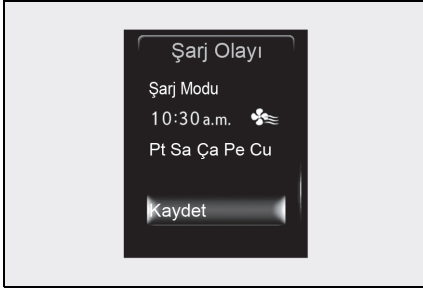 Şarj Olayı
Şarj Modu
10:30 a.m.
Pt Sa Ça Pe Cu
Kaydet